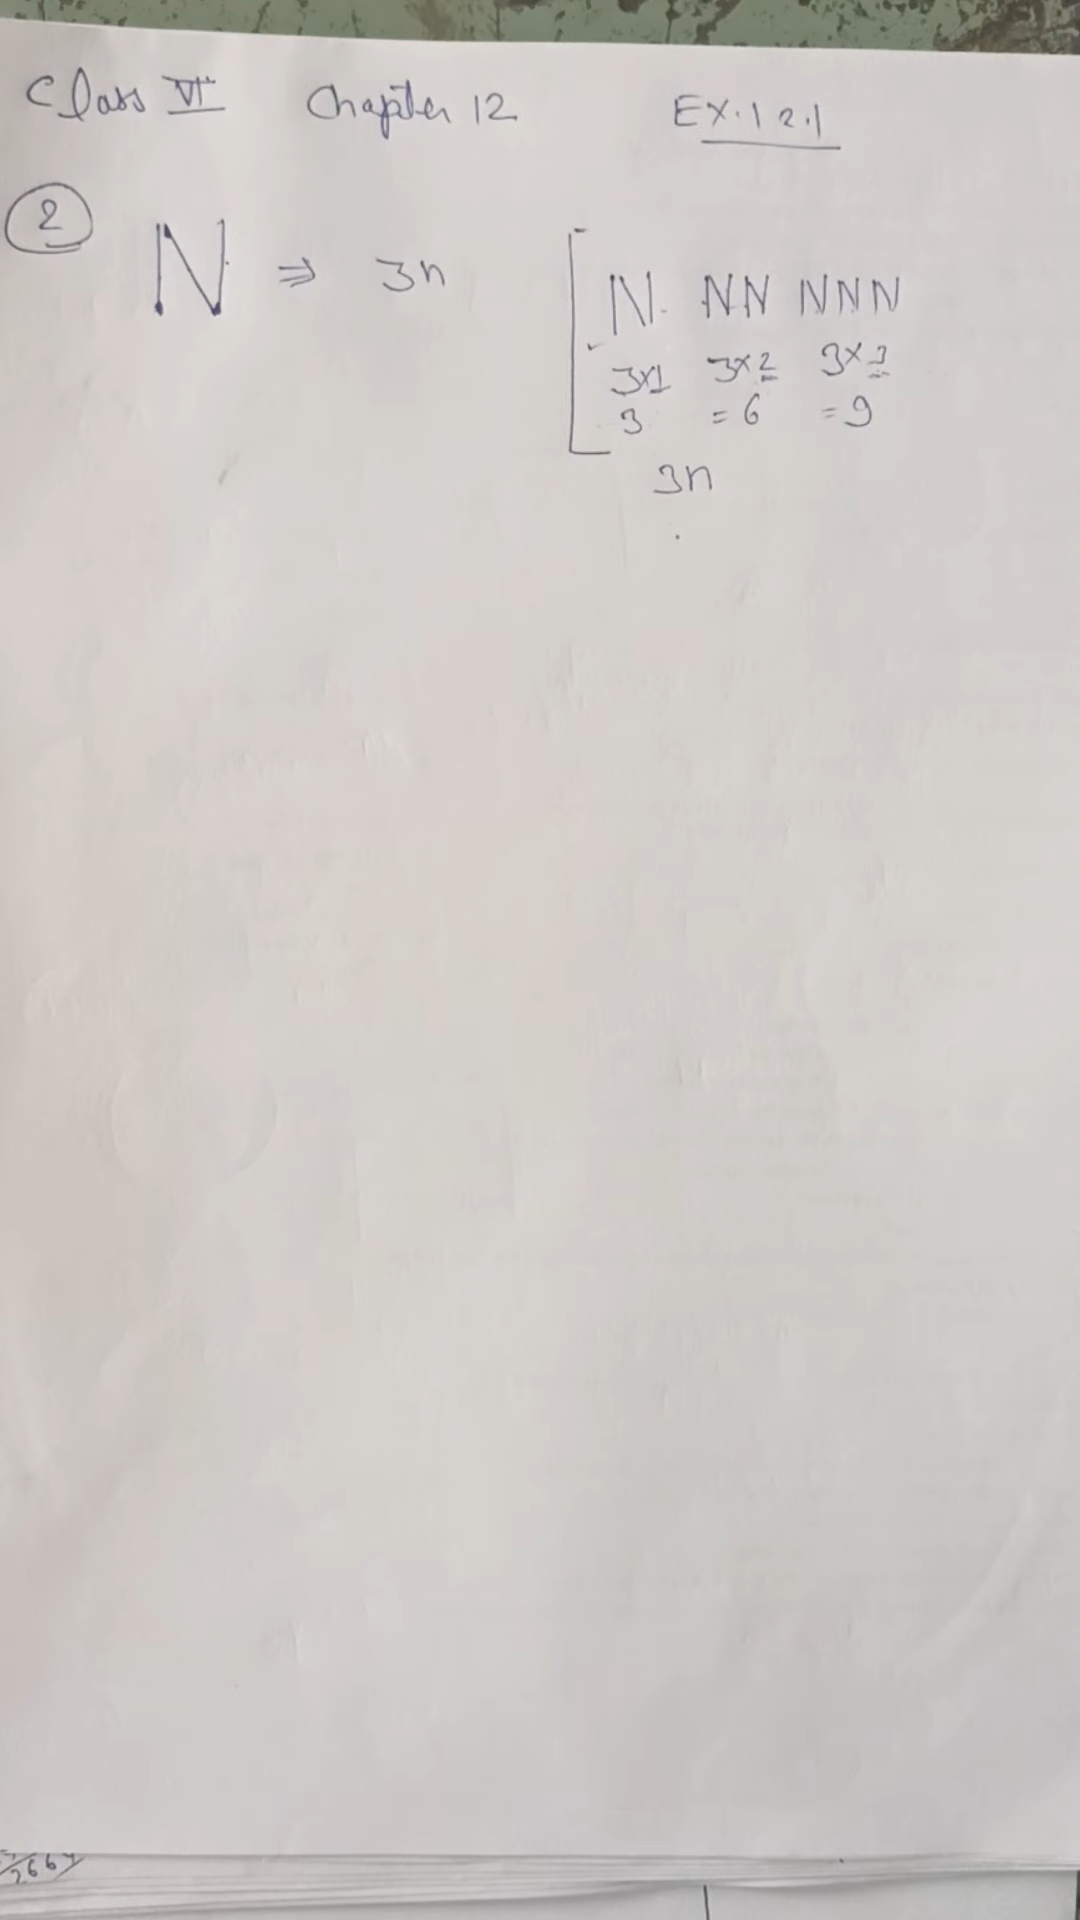 Class VI Chapter 12 Ex.12.1
2 N ⇒ 3n
N NN NNN
3×1 3×2 3×3
3 = 6 = 9
3n
2664